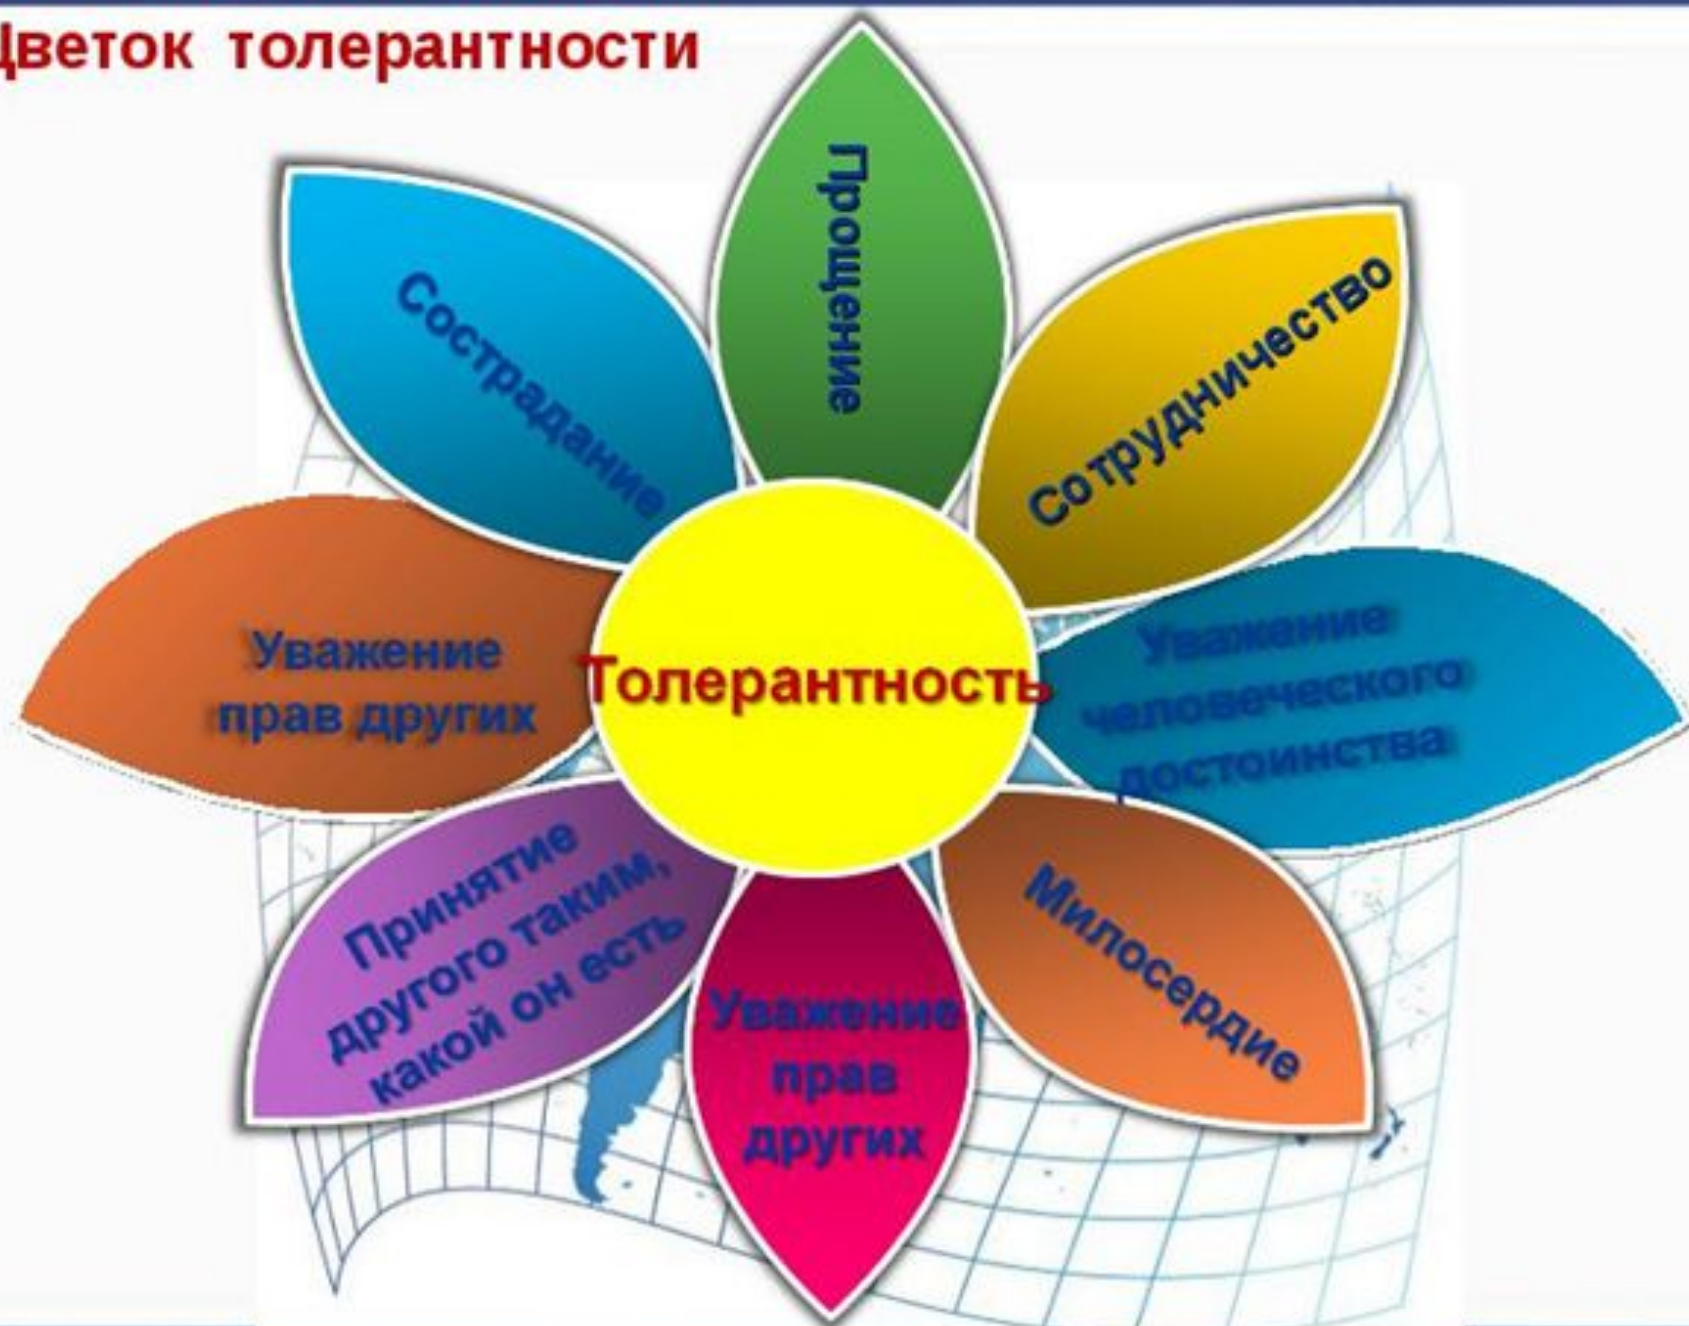 Цветок толерантности
Прощение
Сострадание
Сотрудничество
Уважение
прав других
Толерантность
Уважение
человеческого
достоинства
Принятие
другого таким,
какой он есть
Уважение
прав
других
Милосердие